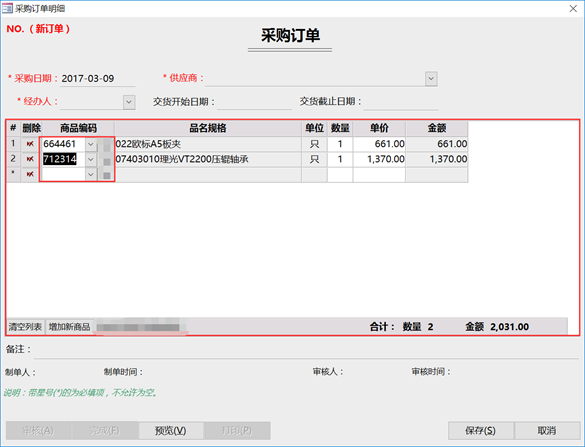 采购订单明细
NO.（新订单）
采购订单
* 采购日期： 2017-03-09 * 供应商：
* 经办人： 交货开始日期： 交货截止日期：
# 删除 商品编码 品名规格 单位 数量 单价 金额
1 664461 022欧标A5板夹 只 1 661.00 661.00
2 712314 07403010理光VT2200压辊轴承 只 1 1,370.00 1,370.00
*
清空列表 增加新商品 合计： 数量 2 金额 2,031.00
备注：
制单人： 制单时间： 审核人： 审核时间：
说明：带星号(*)的为必填项，不允许为空。
审核(A) 完成(F) 预览(V) 打印(P) 保存(S) 取消